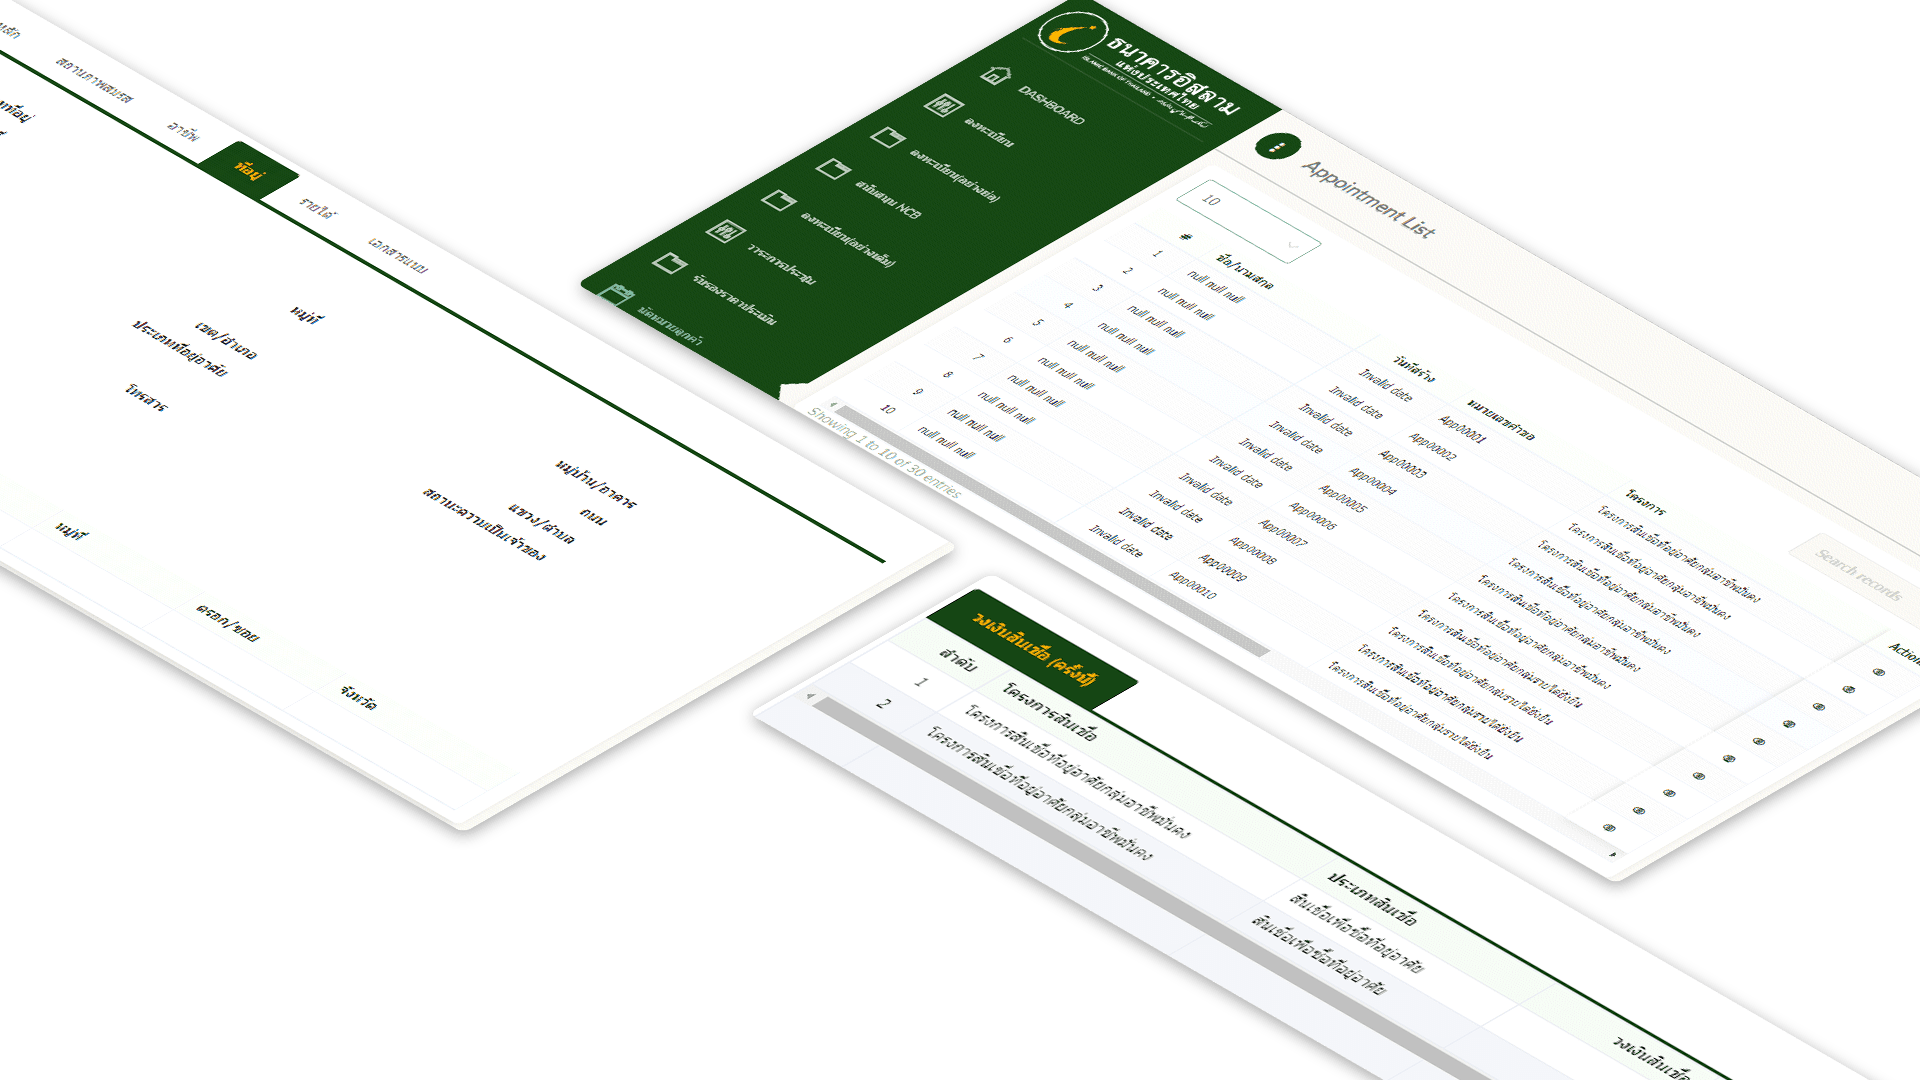 สถานภาพสมรส
อาชีพ
ที่อยู่
รายได้
เอกสารแนบ
หมู่ที่
เขต/อำเภอ
ประเภทที่อยู่อาศัย
โทรสาร
หมู่บ้าน/อาคาร
ถนน
แขวง/ตำบล
สถานะความเป็นเจ้าของ
หมู่ที่
ตรอก/ซอย
จังหวัด
ธนาคารอิสลาม
แห่งประเทศไทย
ISLAMIC BANK OF THAILAND
DASHBOARD
ลงทะเบียน
ลงทะเบียน(อย่างย่อ)
สนับสนุน NCB
ลงทะเบียน(อย่างเต็ม)
วาระการประชุม
รับรองราคาประเมิน
นัดหมายลูกค้า
Appointment List
10
Search records
# ชื่อ/นามสกุล วันที่สร้าง หมายเลขคำขอ โครงการ Action
1 null null null Invalid date App00001 โครงการสินเชื่อที่อยู่อาศัยกลุ่มอาชีพมั่นคง
2 null null null Invalid date App00002 โครงการสินเชื่อที่อยู่อาศัยกลุ่มอาชีพมั่นคง
3 null null null Invalid date App00003 โครงการสินเชื่อที่อยู่อาศัยกลุ่มอาชีพมั่นคง
4 null null null Invalid date App00004 โครงการสินเชื่อที่อยู่อาศัยกลุ่มอาชีพมั่นคง
5 null null null Invalid date App00005 โครงการสินเชื่อที่อยู่อาศัยกลุ่มอาชีพมั่นคง
6 null null null Invalid date App00006 โครงการสินเชื่อที่อยู่อาศัยกลุ่มอาชีพมั่นคง
7 null null null Invalid date App00007 โครงการสินเชื่อที่อยู่อาศัยกลุ่มรายได้ยั่งยืน
8 null null null Invalid date App00008 โครงการสินเชื่อที่อยู่อาศัยกลุ่มรายได้ยั่งยืน
9 null null null Invalid date App00009 โครงการสินเชื่อที่อยู่อาศัยกลุ่มรายได้ยั่งยืน
10 null null null Invalid date App00010 โครงการสินเชื่อที่อยู่อาศัยกลุ่มรายได้ยั่งยืน
Showing 1 to 10 of 30 entries
วงเงินสินเชื่อ (ครั้งนี้)
ลำดับ โครงการสินเชื่อ ประเภทสินเชื่อ วงเงินสินเชื่อ
1 โครงการสินเชื่อที่อยู่อาศัยกลุ่มอาชีพมั่นคง สินเชื่อเพื่อซื้อที่อยู่อาศัย
2 โครงการสินเชื่อที่อยู่อาศัยกลุ่มอาชีพมั่นคง สินเชื่อเพื่อซื้อที่อยู่อาศัย